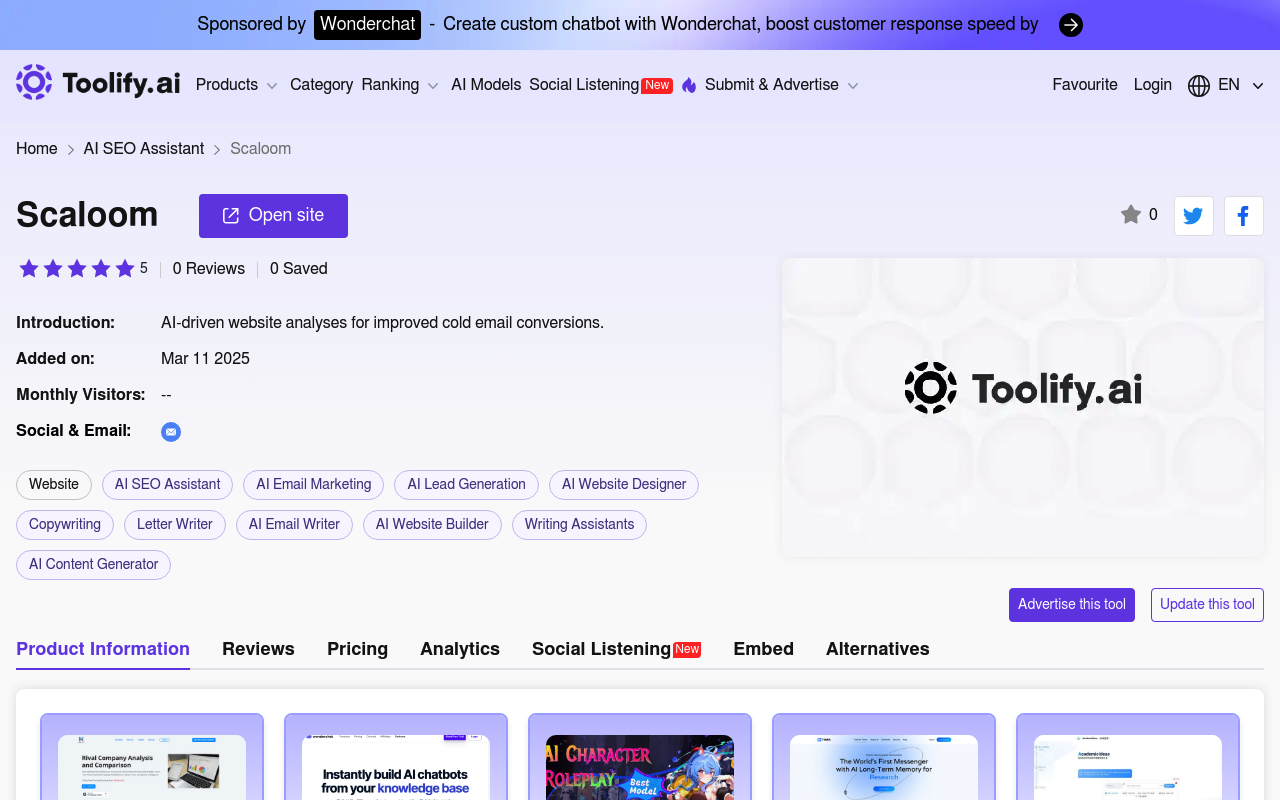 Sponsored by Wonderchat - Create custom chatbot with Wonderchat, boost customer response speed by
Toolify.ai Products Category Ranking AI Models Social Listening New Submit & Advertise Favourite Login EN
Home AI SEO Assistant Scaloom
Scaloom Open site 0
5 0 Reviews 0 Saved
Introduction: AI-driven website analyses for improved cold email conversions.
Added on: Mar 11 2025
Monthly Visitors: --
Social & Email:
Toolify.ai
Website AI SEO Assistant AI Email Marketing AI Lead Generation AI Website Designer
Copywriting Letter Writer AI Email Writer AI Website Builder Writing Assistants
AI Content Generator
Advertise this tool Update this tool
Product Information Reviews Pricing Analytics Social Listening New Embed Alternatives
Rival Company Analysis
and Comparison
Instantly build AI chatbots
from your knowledge base
AI CHARACTER
ROLEPLAY
Best
Model
The World's First Messenger
with AI Long-Term Memory for
Research
Academic Ideas